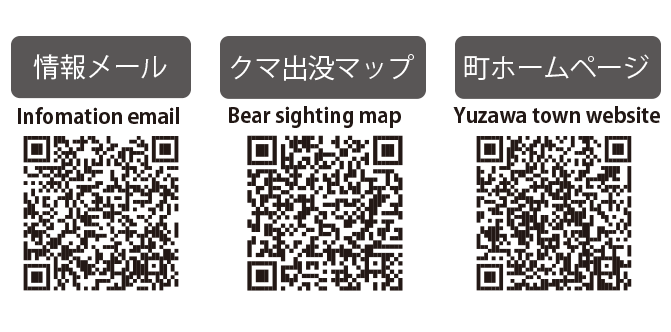 情報メール
クマ出没マップ
町ホームページ
Infomation email
Bear sighting map
Yuzawa town website